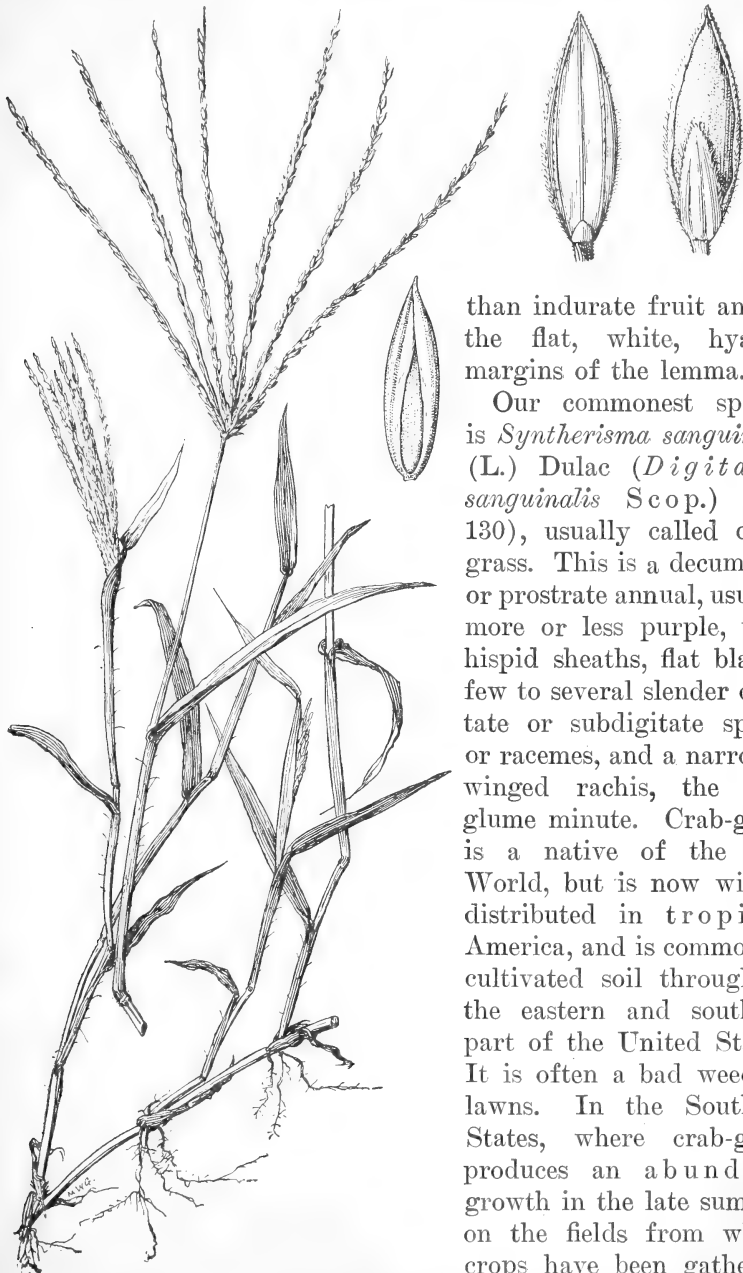 than indurate fruit an
the flat, white, hya
margins of the lemma.
Our commonest sp
is Syntherisma sanguin
(L.) Dulac (Digita
sanguinalis Scop.)
130), usually called c
grass. This is a decum
or prostrate annual, usu
more or less purple,
hispid sheaths, flat bla
few to several slender
tate or subdigitate sp
or racemes, and a narro
winged rachis, the
glume minute. Crab-g
is a native of the
World, but is now wi
distributed in tropi
America, and is commo
cultivated soil through
the eastern and south
part of the United St
It is often a bad weed
lawns. In the South
States, where crab-g
produces an abund
growth in the late sum
on the fields from w
crops have been gathe
M.W.G.